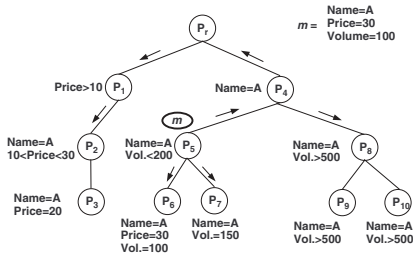 m =
Name=A
Price=30
Volume=100
Pr
Price>10
P1
Name=A
P4
m
Name=A
10<Price<30
P2
Name=A
Vol.<200
P5
P8
Name=A
Vol.>500
Name=A
Price=20
P3
P6
P7
P9
P10
Name=A
Price=30
Vol.=100
Name=A
Vol.=150
Name=A
Vol.>500
Name=A
Vol.>500